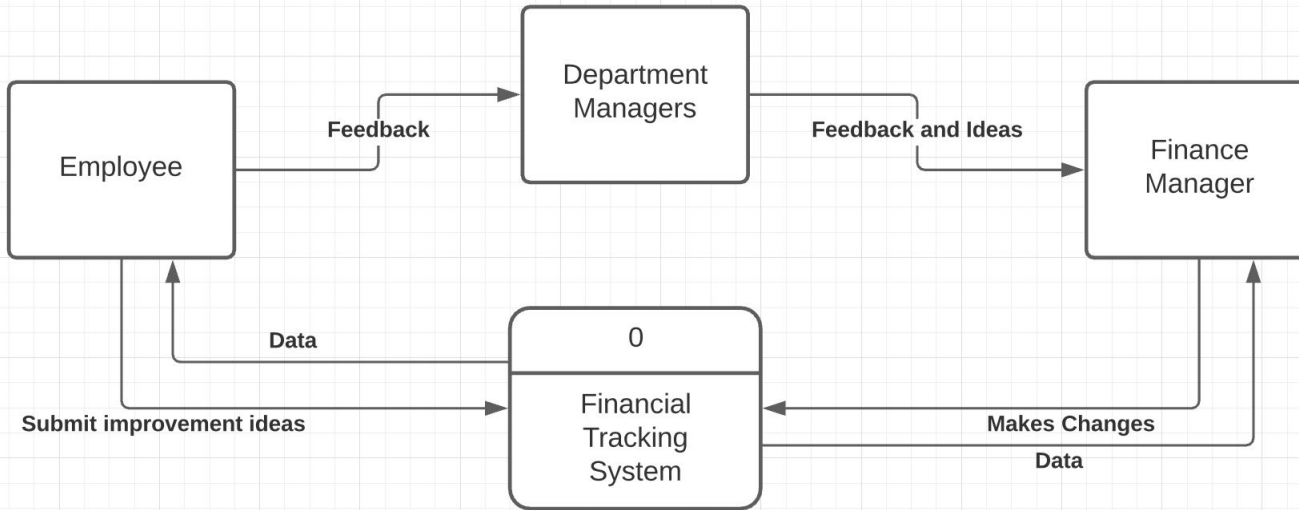 Department
Managers
Feedback
Feedback and Ideas
Employee
Finance
Manager
0
Data
Financial
Tracking
System
Submit improvement ideas
Makes Changes
Data